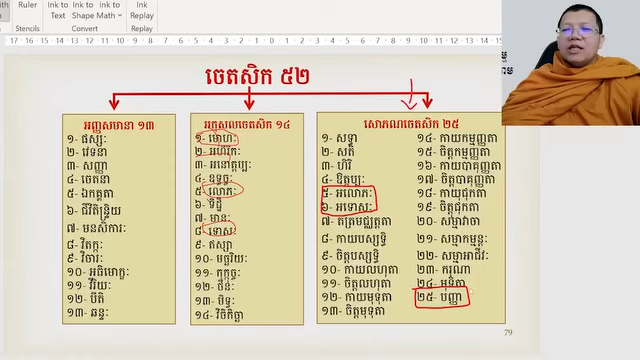 Ruler
Ink to Text
Ink to Shape
Ink to Math
Ink Replay
Stencils
Convert
Replay
ចេតសិក ៥២
អញ្ញសមានា ១៣
១- ផស្សៈ
២- វេទនា
៣- សញ្ញា
៤- ចេតនា
៥- ឯកគ្គតា
៦- ជីវិតិន្ទ្រិយ
៧- មនសិការៈ
៨- វិតក្កៈ
៩- វិចារៈ
១០- អធិមោក្ខៈ
១១- វីរិយៈ
១២- បីតិ
១៣- ឆន្ទៈ
អកុសលចេតសិក ១៤
១- មោហៈ
២- អហិរិកៈ
៣- អនោត្តប្បៈ
៤- ឧទ្ធច្ចៈ
៥- លោភៈ
៦- ទិដ្ឋិ
៧- មានៈ
៨- ទោសៈ
៩- ឥស្សា
១០- មច្ឆរិយៈ
១១- កុក្កុច្ចៈ
១២- ថីនៈ
១៣- មិទ្ធៈ
១៤- វិចិកិច្ឆា
សោភណចេតសិក ២៥
១- សទ្ធា
២- សតិ
៣- ហិរិ
៤- ឱត្តប្បៈ
៥- អលោភៈ
៦- អទោសៈ
៧- តត្រមជ្ឈត្តតា
៨- កាយបស្សទ្ធិ
៩- ចិត្តបស្សទ្ធិ
១០- កាយលហុតា
១១- ចិត្តលហុតា
១២- កាយមុទុតា
១៣- ចិត្តមុទុតា
១៤- កាយកម្មញ្ញតា
១៥- ចិត្តកម្មញ្ញតា
១៦- កាយបាគុញ្ញតា
១៧- ចិត្តបាគុញ្ញតា
១៨- កាយុជុកតា
១៩- ចិត្តុជុកតា
២០- សម្មាវាចា
២១- សម្មាកម្មន្តៈ
២២- សម្មាអាជីវៈ
២៣- ករុណា
២៤- មុទិតា
២៥- បញ្ញា
79